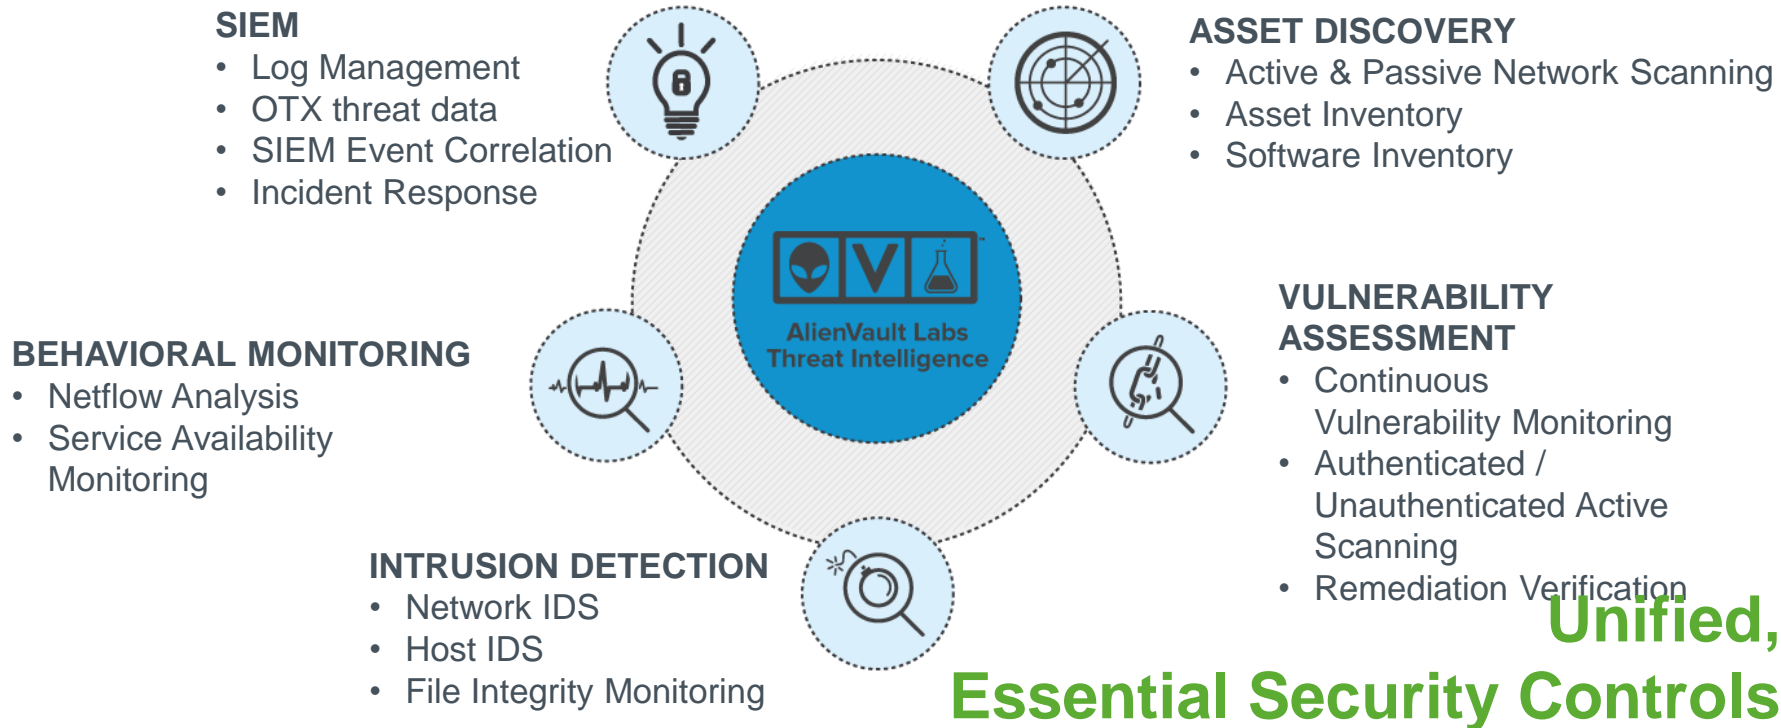 SIEM
• Log Management
• OTX threat data
• SIEM Event Correlation
• Incident Response
ASSET DISCOVERY
• Active & Passive Network Scanning
• Asset Inventory
• Software Inventory
V
™
AlienVault Labs
Threat Intelligence
BEHAVIORAL MONITORING
• Netflow Analysis
• Service Availability
Monitoring
VULNERABILITY
ASSESSMENT
• Continuous
Vulnerability Monitoring
• Authenticated /
Unauthenticated Active
Scanning
• Remediation Verification
INTRUSION DETECTION
• Network IDS
• Host IDS
• File Integrity Monitoring
Unified,
Essential Security Controls